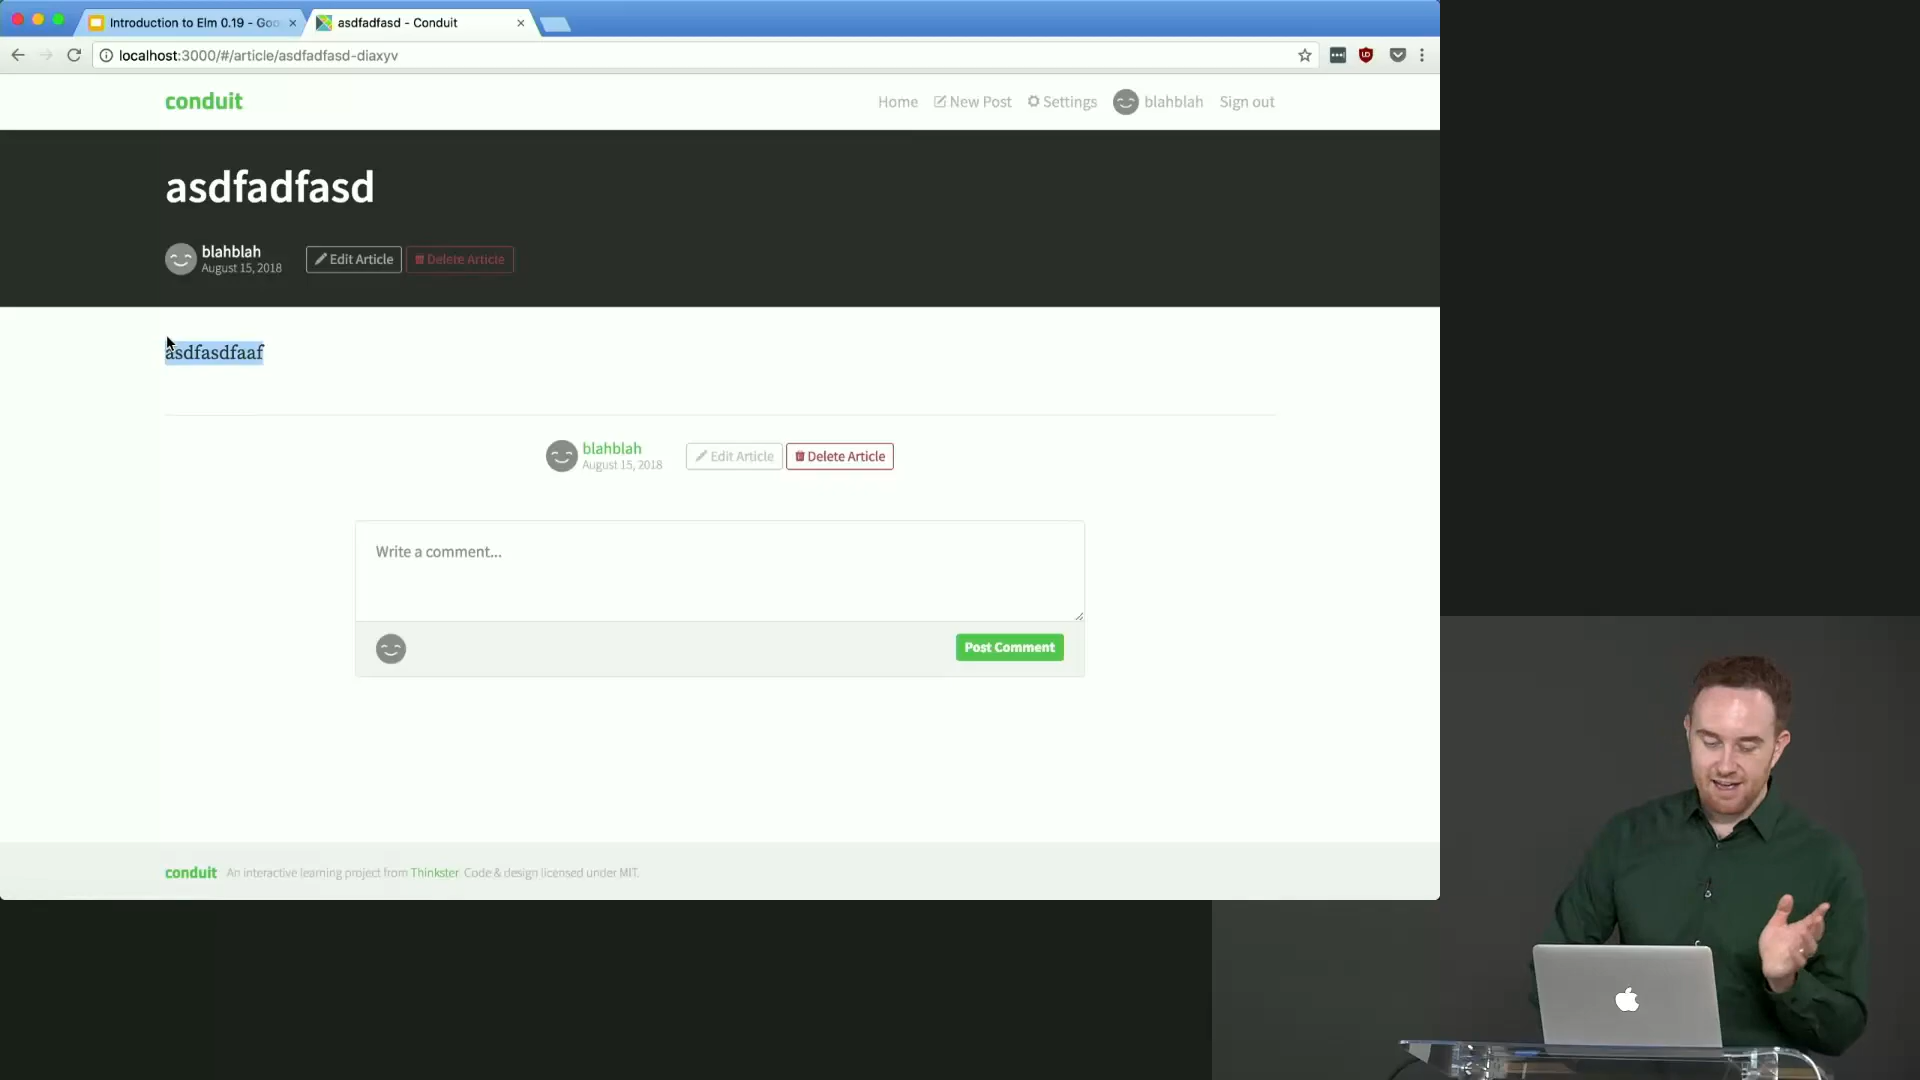 Introduction to Elm 0.19 - Goo
asdfadfasd - Conduit
localhost:3000/#/article/asdfadfasd-diaxyv
conduit
Home New Post Settings blahblah Sign out
asdfadfasd
blahblah
August 15, 2018
Edit Article Delete Article
asdfasdfaaf
blahblah
August 15, 2018
Edit Article Delete Article
Write a comment...
Post Comment
conduit An interactive learning project from Thinkster. Code & design licensed under MIT.